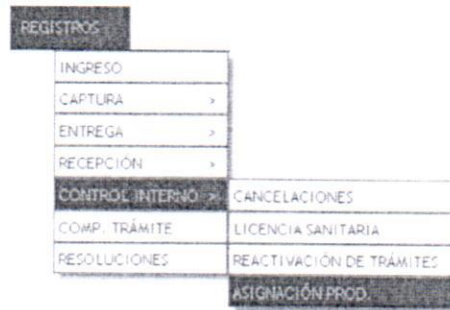 REGISTROS
INGRESO
CAPTURA >
ENTREGA >
RECEPCIÓN >
CONTROL INTERNO > CANCELACIONES
COMP. TRÁMITE LICENCIA SANITARIA
RESOLUCIONES REACTIVACIÓN DE TRÁMITES
ASIGNACIÓN PROD.